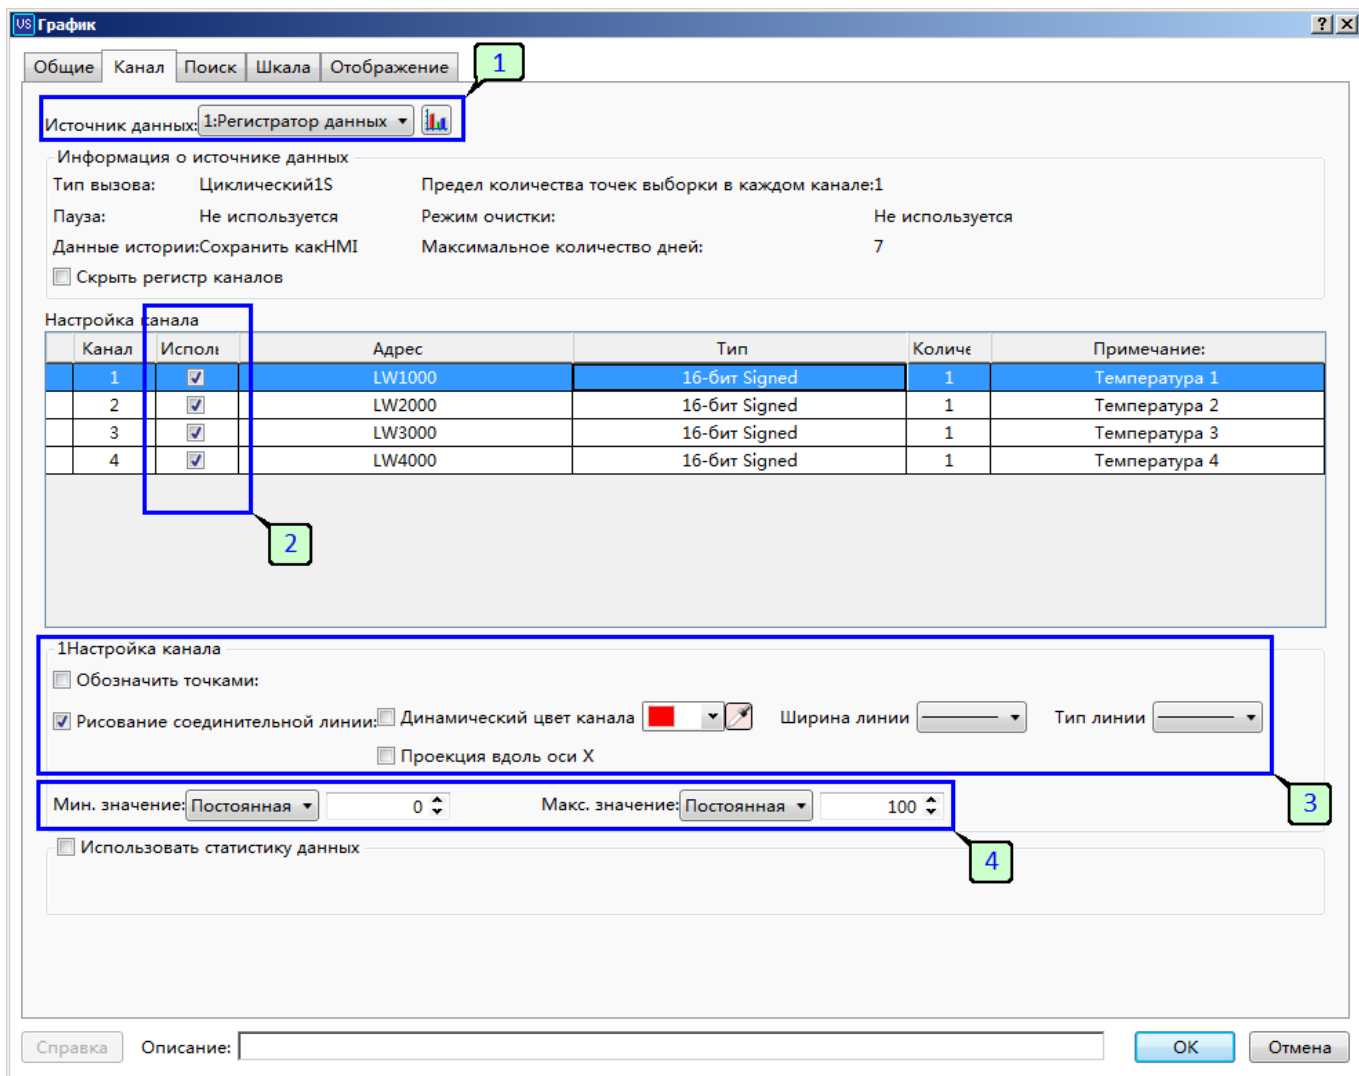 VS График
Общие Канал Поиск Шкала Отображение 1
Источник данных: 1:Регистратор данных
Информация о источнике данных
Тип вызова: Циклический1S Предел количества точек выборки в каждом канале:1
Пауза: Не используется Режим очистки: Не используется
Данные истории:Сохранить какHMI Максимальное количество дней: 7
Скрыть регистр каналов
Настройка канала
Канал Исполь Адрес Тип Количе Примечание:
1 LW1000 16-бит Signed 1 Температура 1
2 LW2000 16-бит Signed 1 Температура 2
3 LW3000 16-бит Signed 1 Температура 3
4 LW4000 16-бит Signed 1 Температура 4
2
1Настройка канала
Обозначить точками:
Рисование соединительной линии: Динамический цвет канала Ширина линии Тип линии
Проекция вдоль оси X
3
Мин. значение: Постоянная 0 Макс. значение: Постоянная 100
4
Использовать статистику данных
Справка Описание: OK Отмена